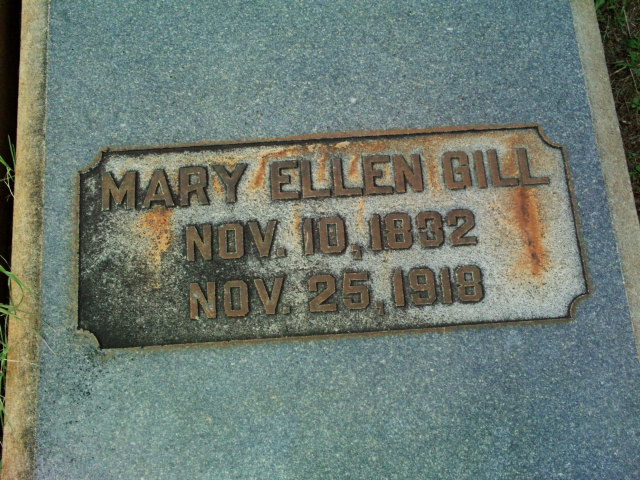 MARY ELLEN GILL
NOV. 10, 1832
NOV. 25, 1918